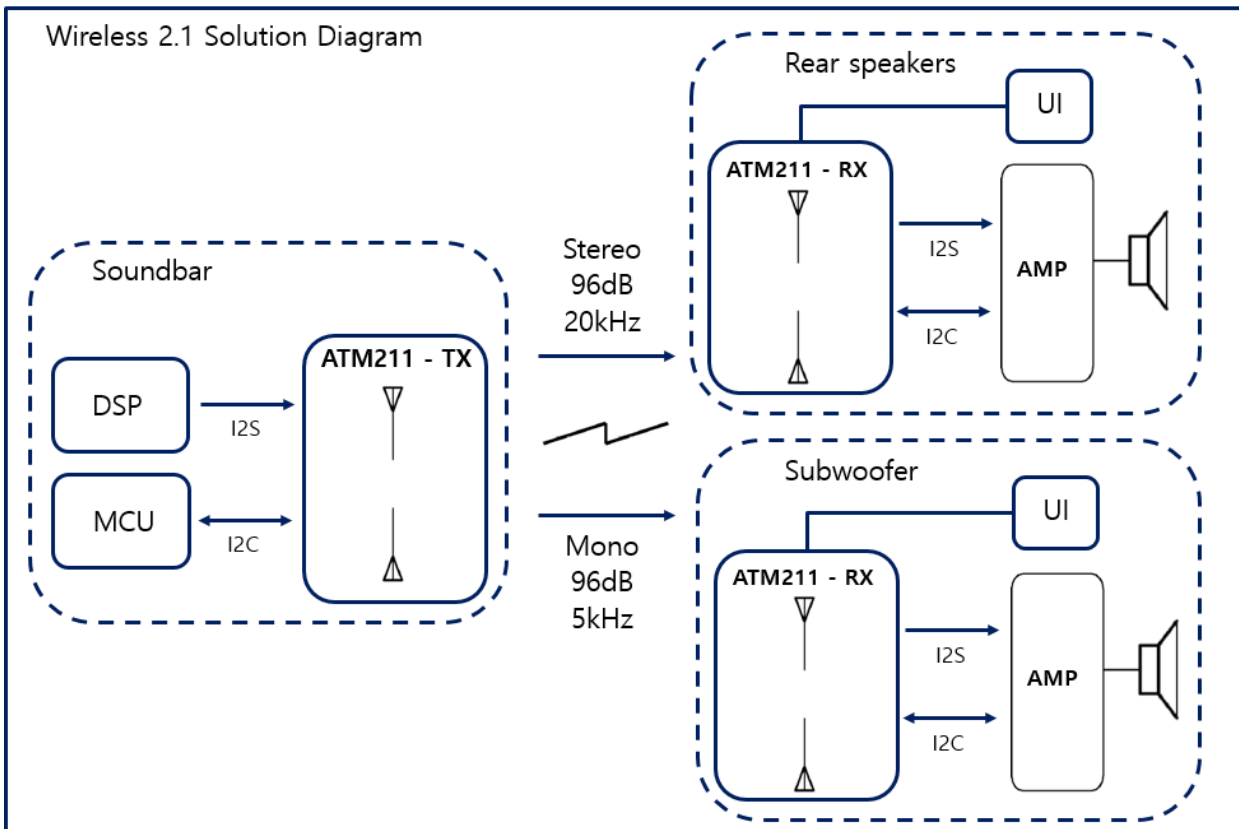 Wireless 2.1 Solution Diagram
Soundbar
DSP
I2S
MCU
I2C
ATM211 - TX
Stereo
96dB
20kHz
Mono
96dB
5kHz
Rear speakers
UI
ATM211 - RX
I2S
I2C
AMP
Subwoofer
UI
ATM211 - RX
I2S
I2C
AMP